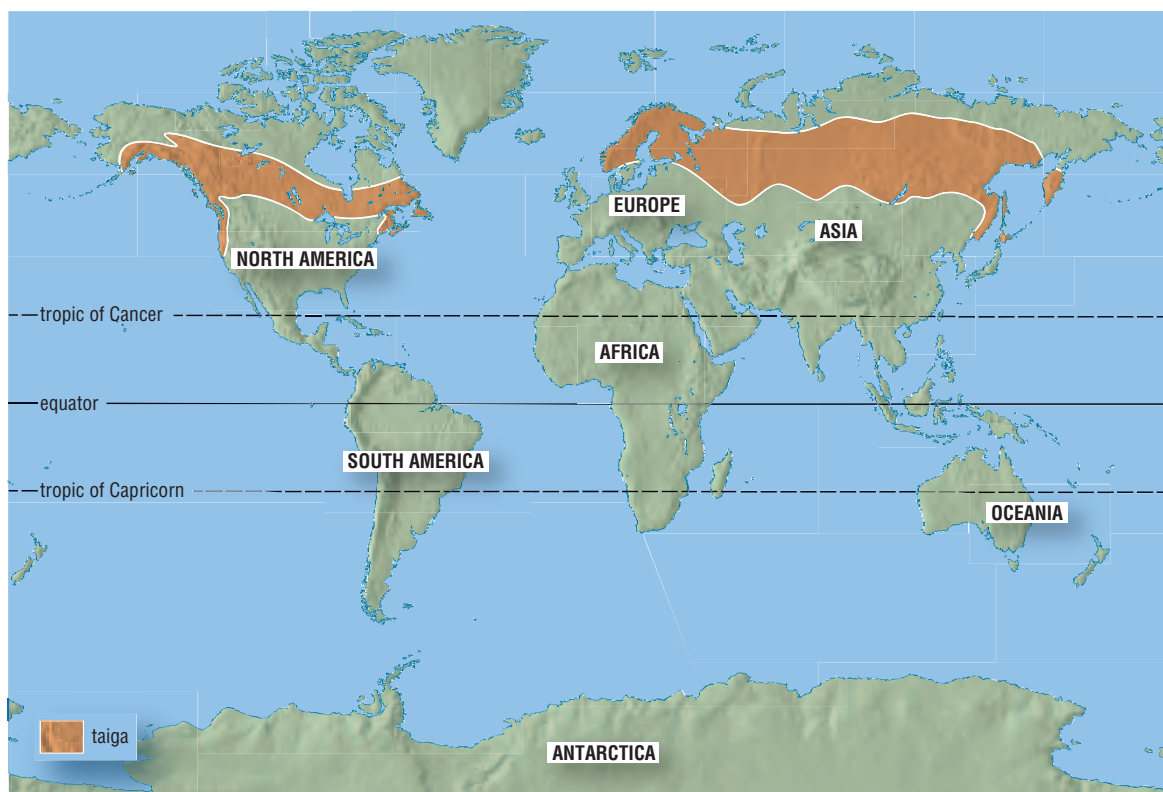 EUROPE
ASIA
NORTH AMERICA
tropic of Cancer
AFRICA
equator
SOUTH AMERICA
tropic of Capricorn
OCEANIA
taiga
ANTARCTICA